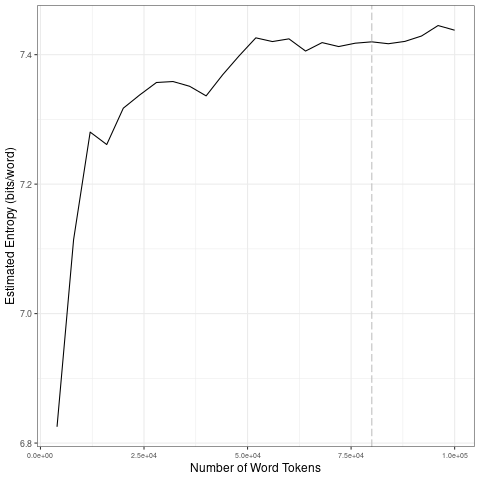 7.4
7.2
7.0
6.8
Estimated Entropy (bits/word)
0.0e+00 2.5e+04 5.0e+04 7.5e+04 1.0e+05
Number of Word Tokens